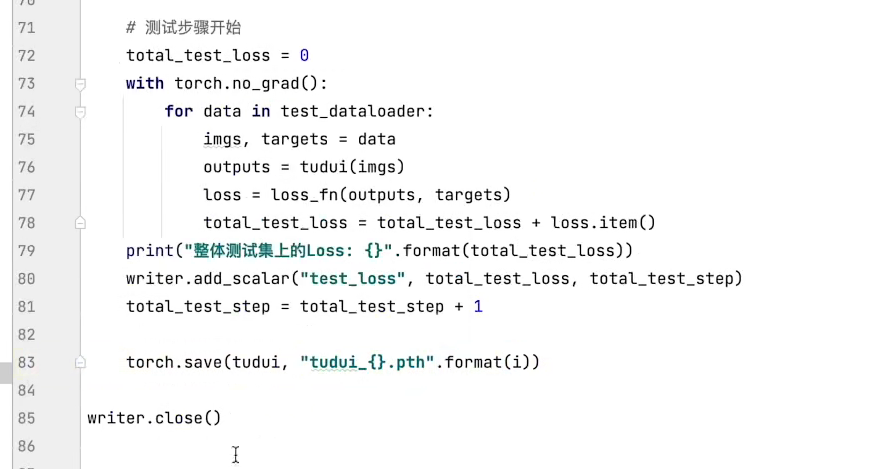 71 # 测试步骤开始
72 total_test_loss = 0
73 with torch.no_grad():
74 for data in test_dataloader:
75 imgs, targets = data
76 outputs = tudui(imgs)
77 loss = loss_fn(outputs, targets)
78 total_test_loss = total_test_loss + loss.item()
79 print("整体测试集上的Loss: {}".format(total_test_loss))
80 writer.add_scalar("test_loss", total_test_loss, total_test_step)
81 total_test_step = total_test_step + 1
82
83 torch.save(tudui, "tudui_{}.pth".format(i))
84
85 writer.close()
86